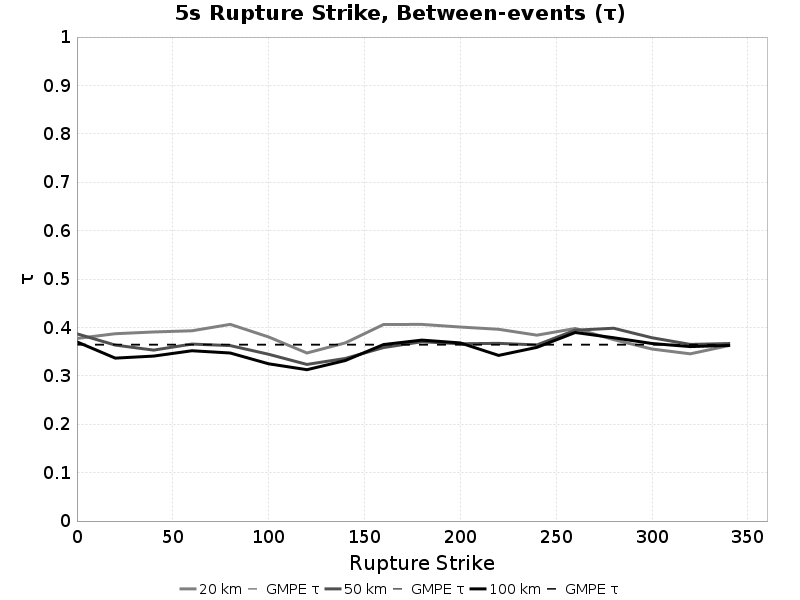 5s Rupture Strike, Between-events (τ)
1
0.9
0.8
0.7
0.6
0.5
0.4
0.3
0.2
0.1
0
τ
0 50 100 150 200 250 300 350
Rupture Strike
20 km GMPE τ 50 km GMPE τ 100 km GMPE τ